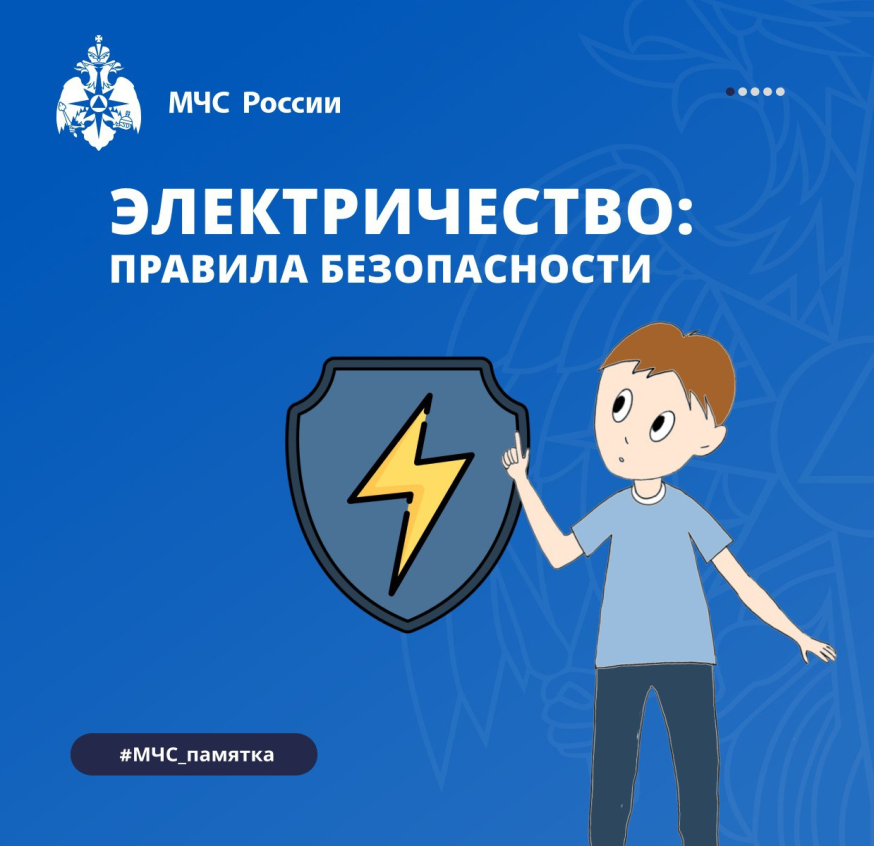 МЧС России
ЭЛЕКТРИЧЕСТВО:
ПРАВИЛА БЕЗОПАСНОСТИ
#МЧС_памятка